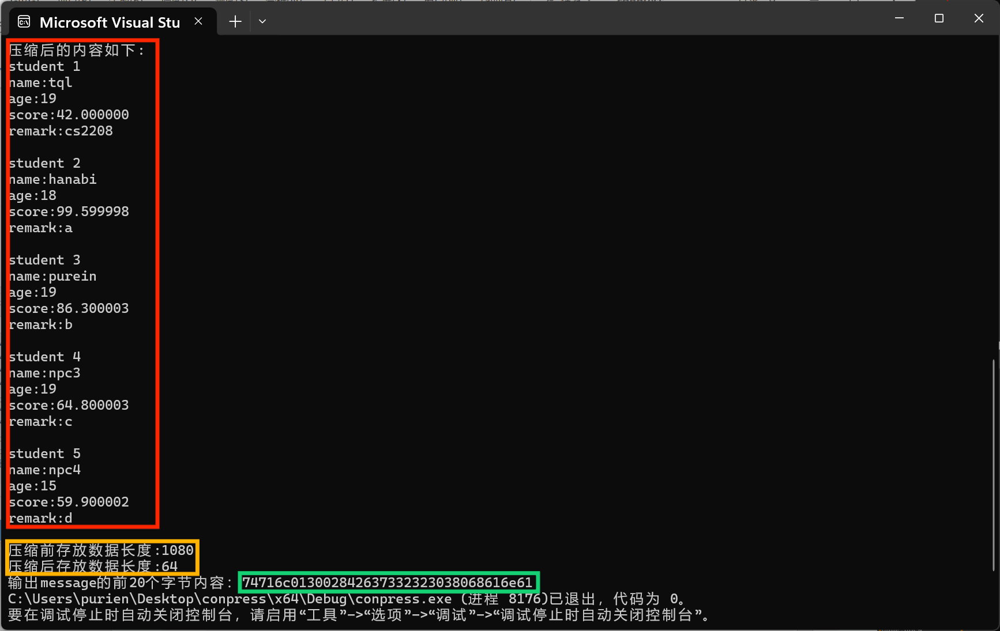 Microsoft Visual Stu
压缩后的内容如下:
student 1
name:tql
age:19
score:42.000000
remark:cs2208
student 2
name:hanabi
age:18
score:99.599998
remark:a
student 3
name:purein
age:19
score:86.300003
remark:b
student 4
name:npc3
age:19
score:64.800003
remark:c
student 5
name:npc4
age:15
score:59.900002
remark:d
压缩前存放数据长度:1080
压缩后存放数据长度:64
输出message的前20个字节内容: 74716c0130028426373323230380686​16e61
C:\Users\purien\Desktop\conpress\x64\Debug\conpress.exe (进程 8176)已退出，代码为 0。
要在调试停止时自动关闭控制台，请启用“工具”->“选项”->“调试”->“调试停止时自动关闭控制台”。